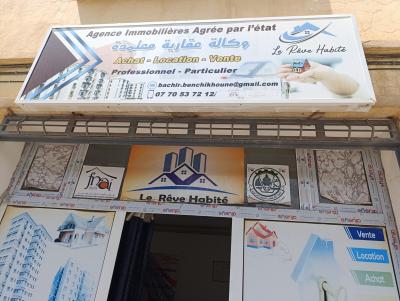 Agence Immobilières Agrée par l'état
وكالة عقارية معتمدة
Le Rêve Habité
Achat - Location - Vente
Professionnel - Particulier
bachir.benchikhoune@gmail.com
07 70 53 72 12
Le Rêve Habité
Vente
Location
Achat